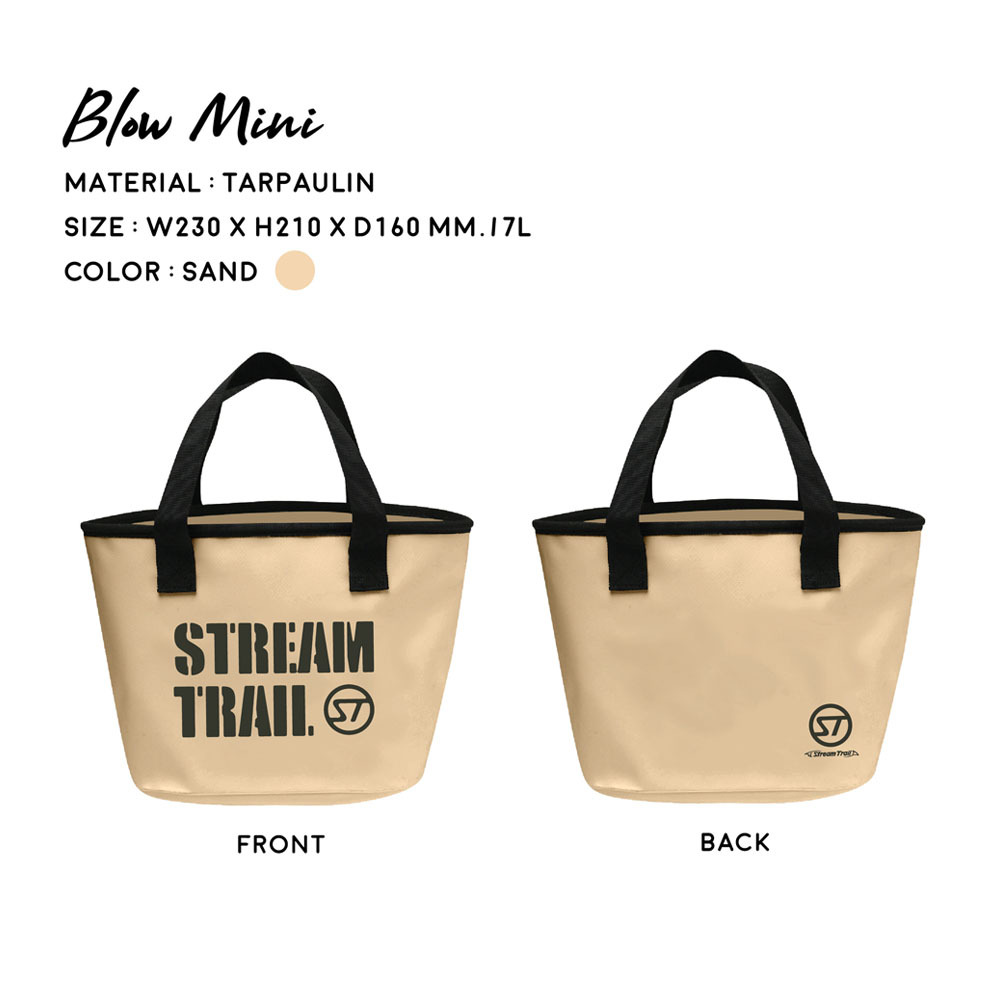 Blow Mini
MATERIAL : TARPAULIN
SIZE : W230 X H210 X D160 MM./7L
COLOR : SAND
STREAM
TRAIL ST
ST
Stream Trail
FRONT
BACK